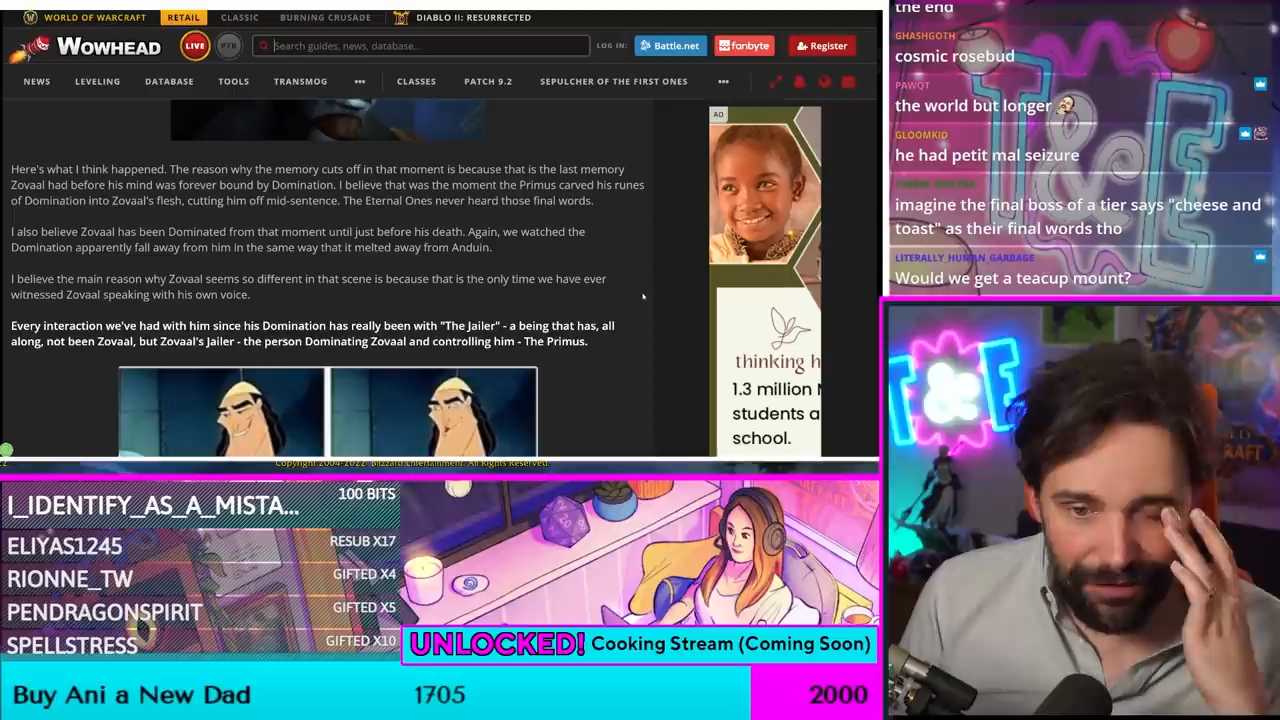 WORLD OF WARCRAFT RETAIL CLASSIC BURNING CRUSADE DIABLO II: RESURRECTED
WOWHEAD LIVE PTR Search guides, news, database... LOG IN: Battle.net fanbyte Register
NEWS LEVELING DATABASE TOOLS TRANSMOG ••• CLASSES PATCH 9.2 SEPULCHER OF THE FIRST ONES •••
Here's what I think happened. The reason why the memory cuts off in that moment is because that is the last memory
Zovaal had before his mind was forever bound by Domination. I believe that was the moment the Primus carved his runes
of Domination into Zovaal's flesh, cutting him off mid-sentence. The Eternal Ones never heard those final words.
I also believe Zovaal has been Dominated from that moment until just before his death. Again, we watched the
Domination apparently fall away from him in the same way that it melted away from Anduin.
I believe the main reason why Zovaal seems so different in that scene is because that is the only time we have ever
witnessed Zovaal speaking with his own voice.
Every interaction we've had with him since his Domination has really been with "The Jailer" - a being that has, all
along, not been Zovaal, but Zovaal's Jailer - the person Dominating Zovaal and controlling him - The Primus.
AD
thinking h
1.3 million
students a
school.
Copyright 2004-2022 Blizzard Entertainment. All Rights Reserved.
the end
GHASHGOTH
cosmic rosebud
PAWQT
the world but longer
GLOOMKID
he had petit mal seizure
imagine the final boss of a tier says "cheese and
toast" as their final words tho
LITERALLY HUMAN GARBAGE
Would we get a teacup mount?
T&E
T&E
I_IDENTIFY_AS_A_MISTA... 100 BITS
ELIYAS1245 RESUB X17
RIONNE_TW GIFTED X4
PENDRAGONSPIRIT GIFTED X5
SPELLSTRESS GIFTED X10
UNLOCKED! Cooking Stream (Coming Soon)
Buy Ani a New Dad 1705 2000